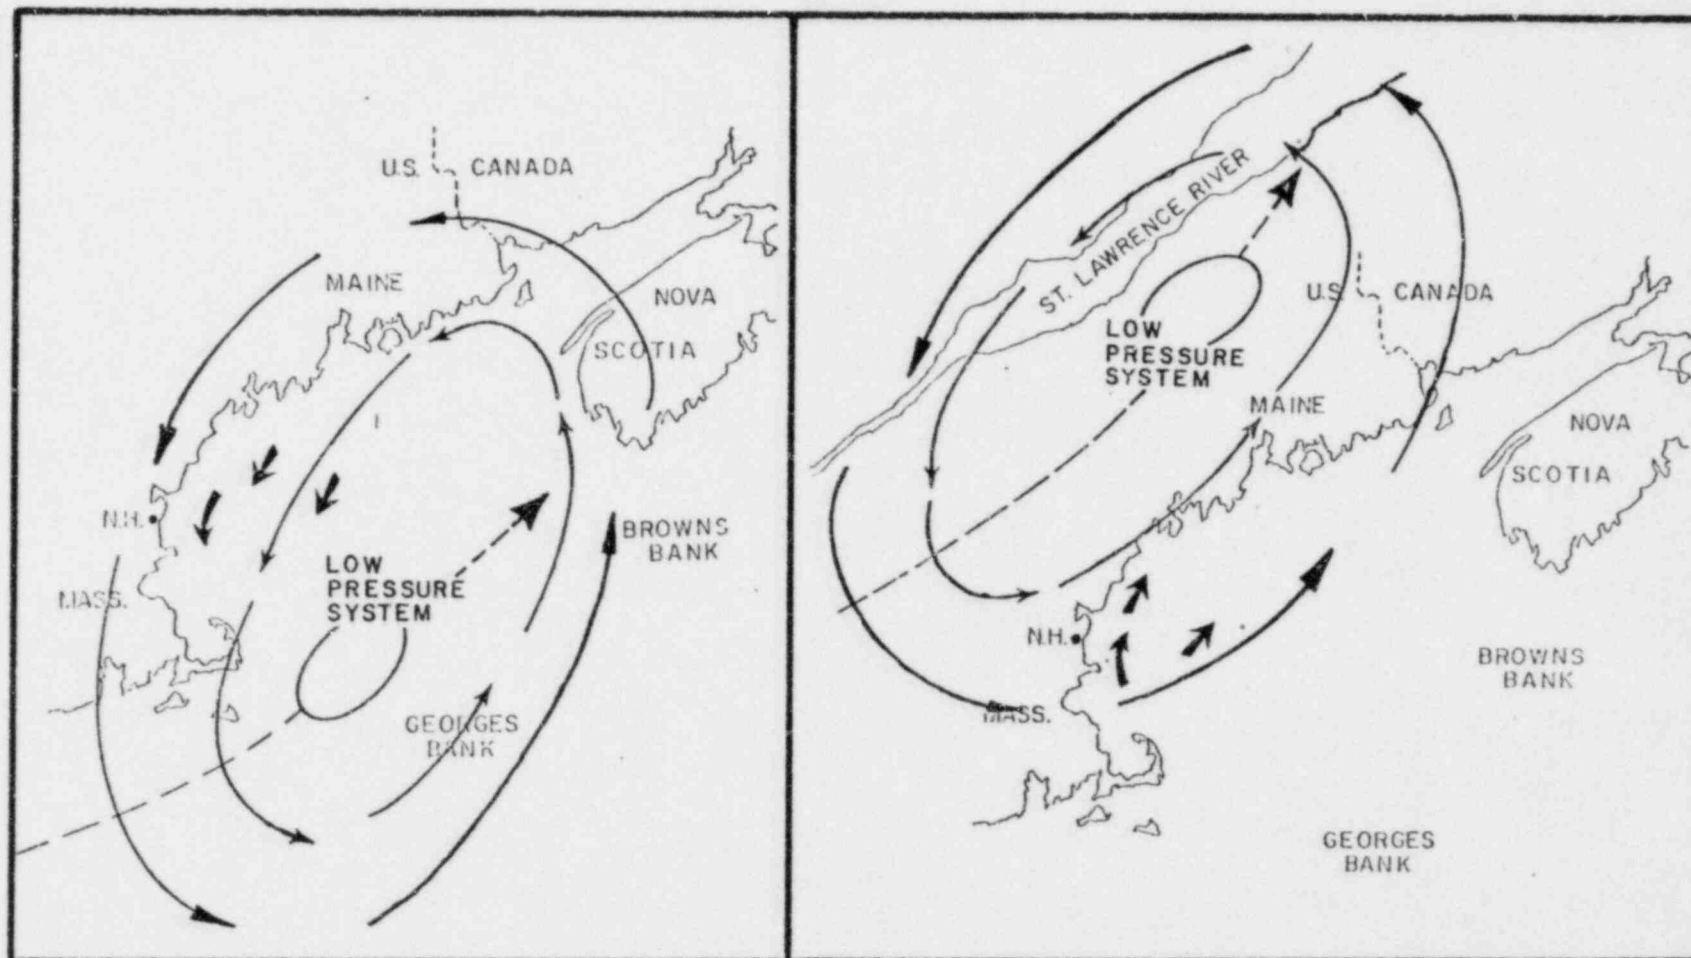 U.S. CANADA
MAINE
NOVA
SCOTIA
N.H.
BROWNS
BANK
LOW
PRESSURE
SYSTEM
MASS.
GEORGES
BANK
ST. LAWRENCE RIVER
U.S. CANADA
LOW
PRESSURE
SYSTEM
MAINE
NOVA
SCOTIA
N.H.
BROWNS
BANK
MASS.
GEORGES
BANK